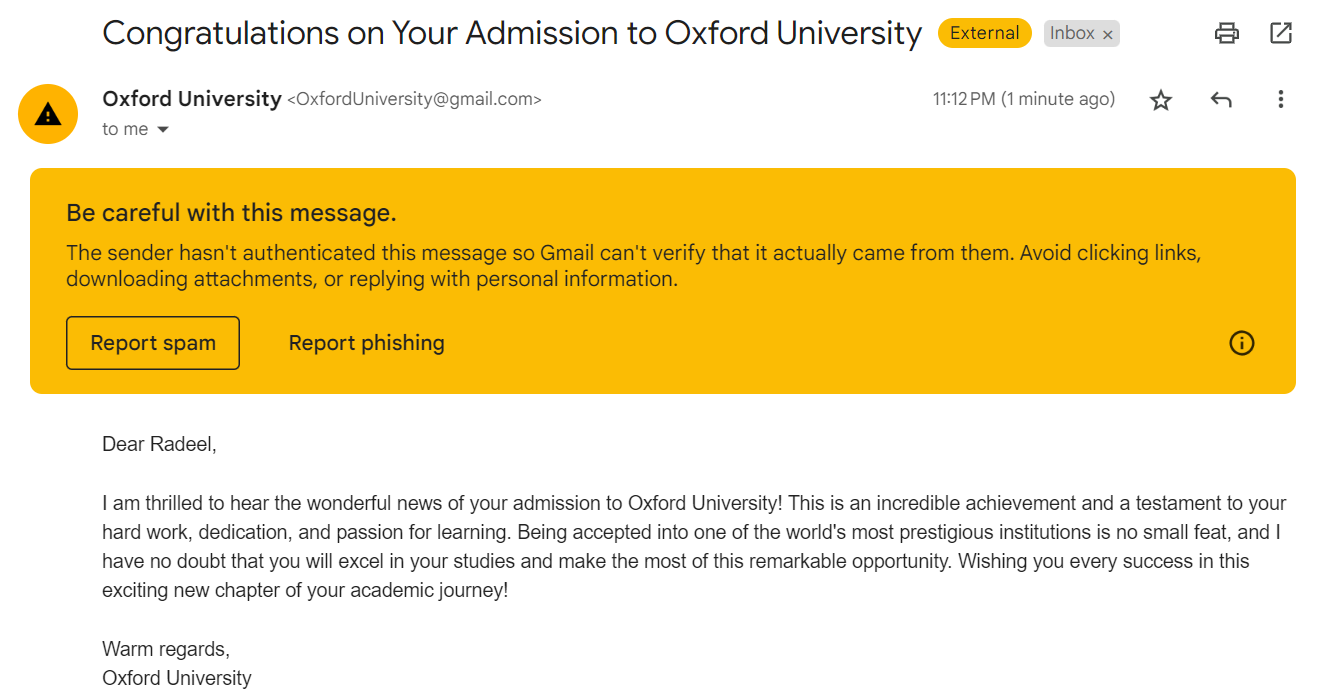 Congratulations on Your Admission to Oxford University External Inbox ×
Oxford University <OxfordUniversity@gmail.com> 11:12 PM (1 minute ago)
to me
Be careful with this message.
The sender hasn't authenticated this message so Gmail can't verify that it actually came from them. Avoid clicking links,
downloading attachments, or replying with personal information.
Report spam Report phishing
Dear Radeel,
I am thrilled to hear the wonderful news of your admission to Oxford University! This is an incredible achievement and a testament to your
hard work, dedication, and passion for learning. Being accepted into one of the world's most prestigious institutions is no small feat, and I
have no doubt that you will excel in your studies and make the most of this remarkable opportunity. Wishing you every success in this
exciting new chapter of your academic journey!
Warm regards,
Oxford University